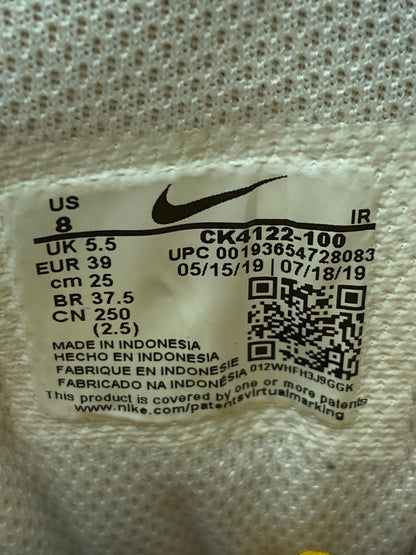 US
8
IR
UK 5.5
EUR 39
cm 25
BR 37.5
CN 250
(2.5)
CK4122-100
UPC 00193654728083
05/15/19 | 07/18/19
MADE IN INDONESIA
HECHO EN INDONESIA
FABRIQUE EN INDONESIE
FABRICADO NA INDONÉSIA
012WHFH3J9GGK
This product is covered by one or more patents
www.nike.com/patentsvirtualmarking